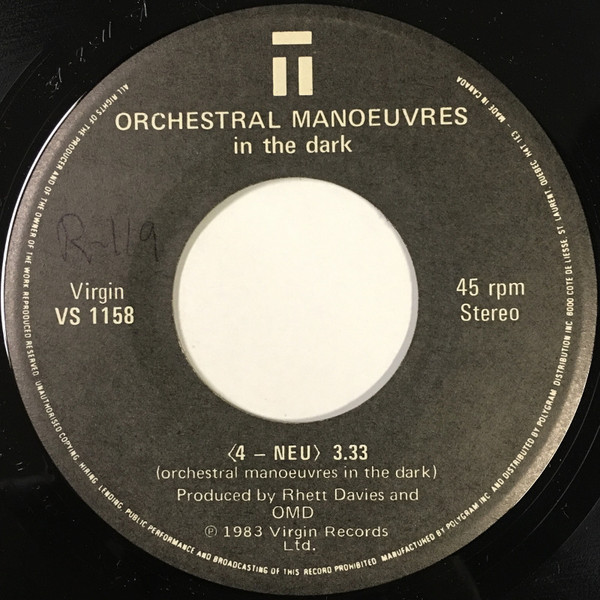 ORCHESTRAL MANOEUVRES
in the dark
R-119
Virgin
VS 1158
45 rpm
Stereo
〈4 – NEU〉 3.33
(orchestral manoeuvres in the dark)
Produced by Rhett Davies and
OMD
℗ 1983 Virgin Records
Ltd.
ALL RIGHTS OF THE PRODUCER AND OF THE OWNER OF THE WORK REPRODUCED RESERVED. UNAUTHORISED COPYING, HIRING, LENDING, PUBLIC PERFORMANCE AND BROADCASTING OF THIS RECORD PROHIBITED MANUFACTURED BY POLYGRAM INC AND DISTRIBUTED BY POLYGRAM DISTRIBUTION INC 6000 COTE DE LIESSE, ST. LAURENT, QUEBEC H4T 1E3 - MADE IN CANADA